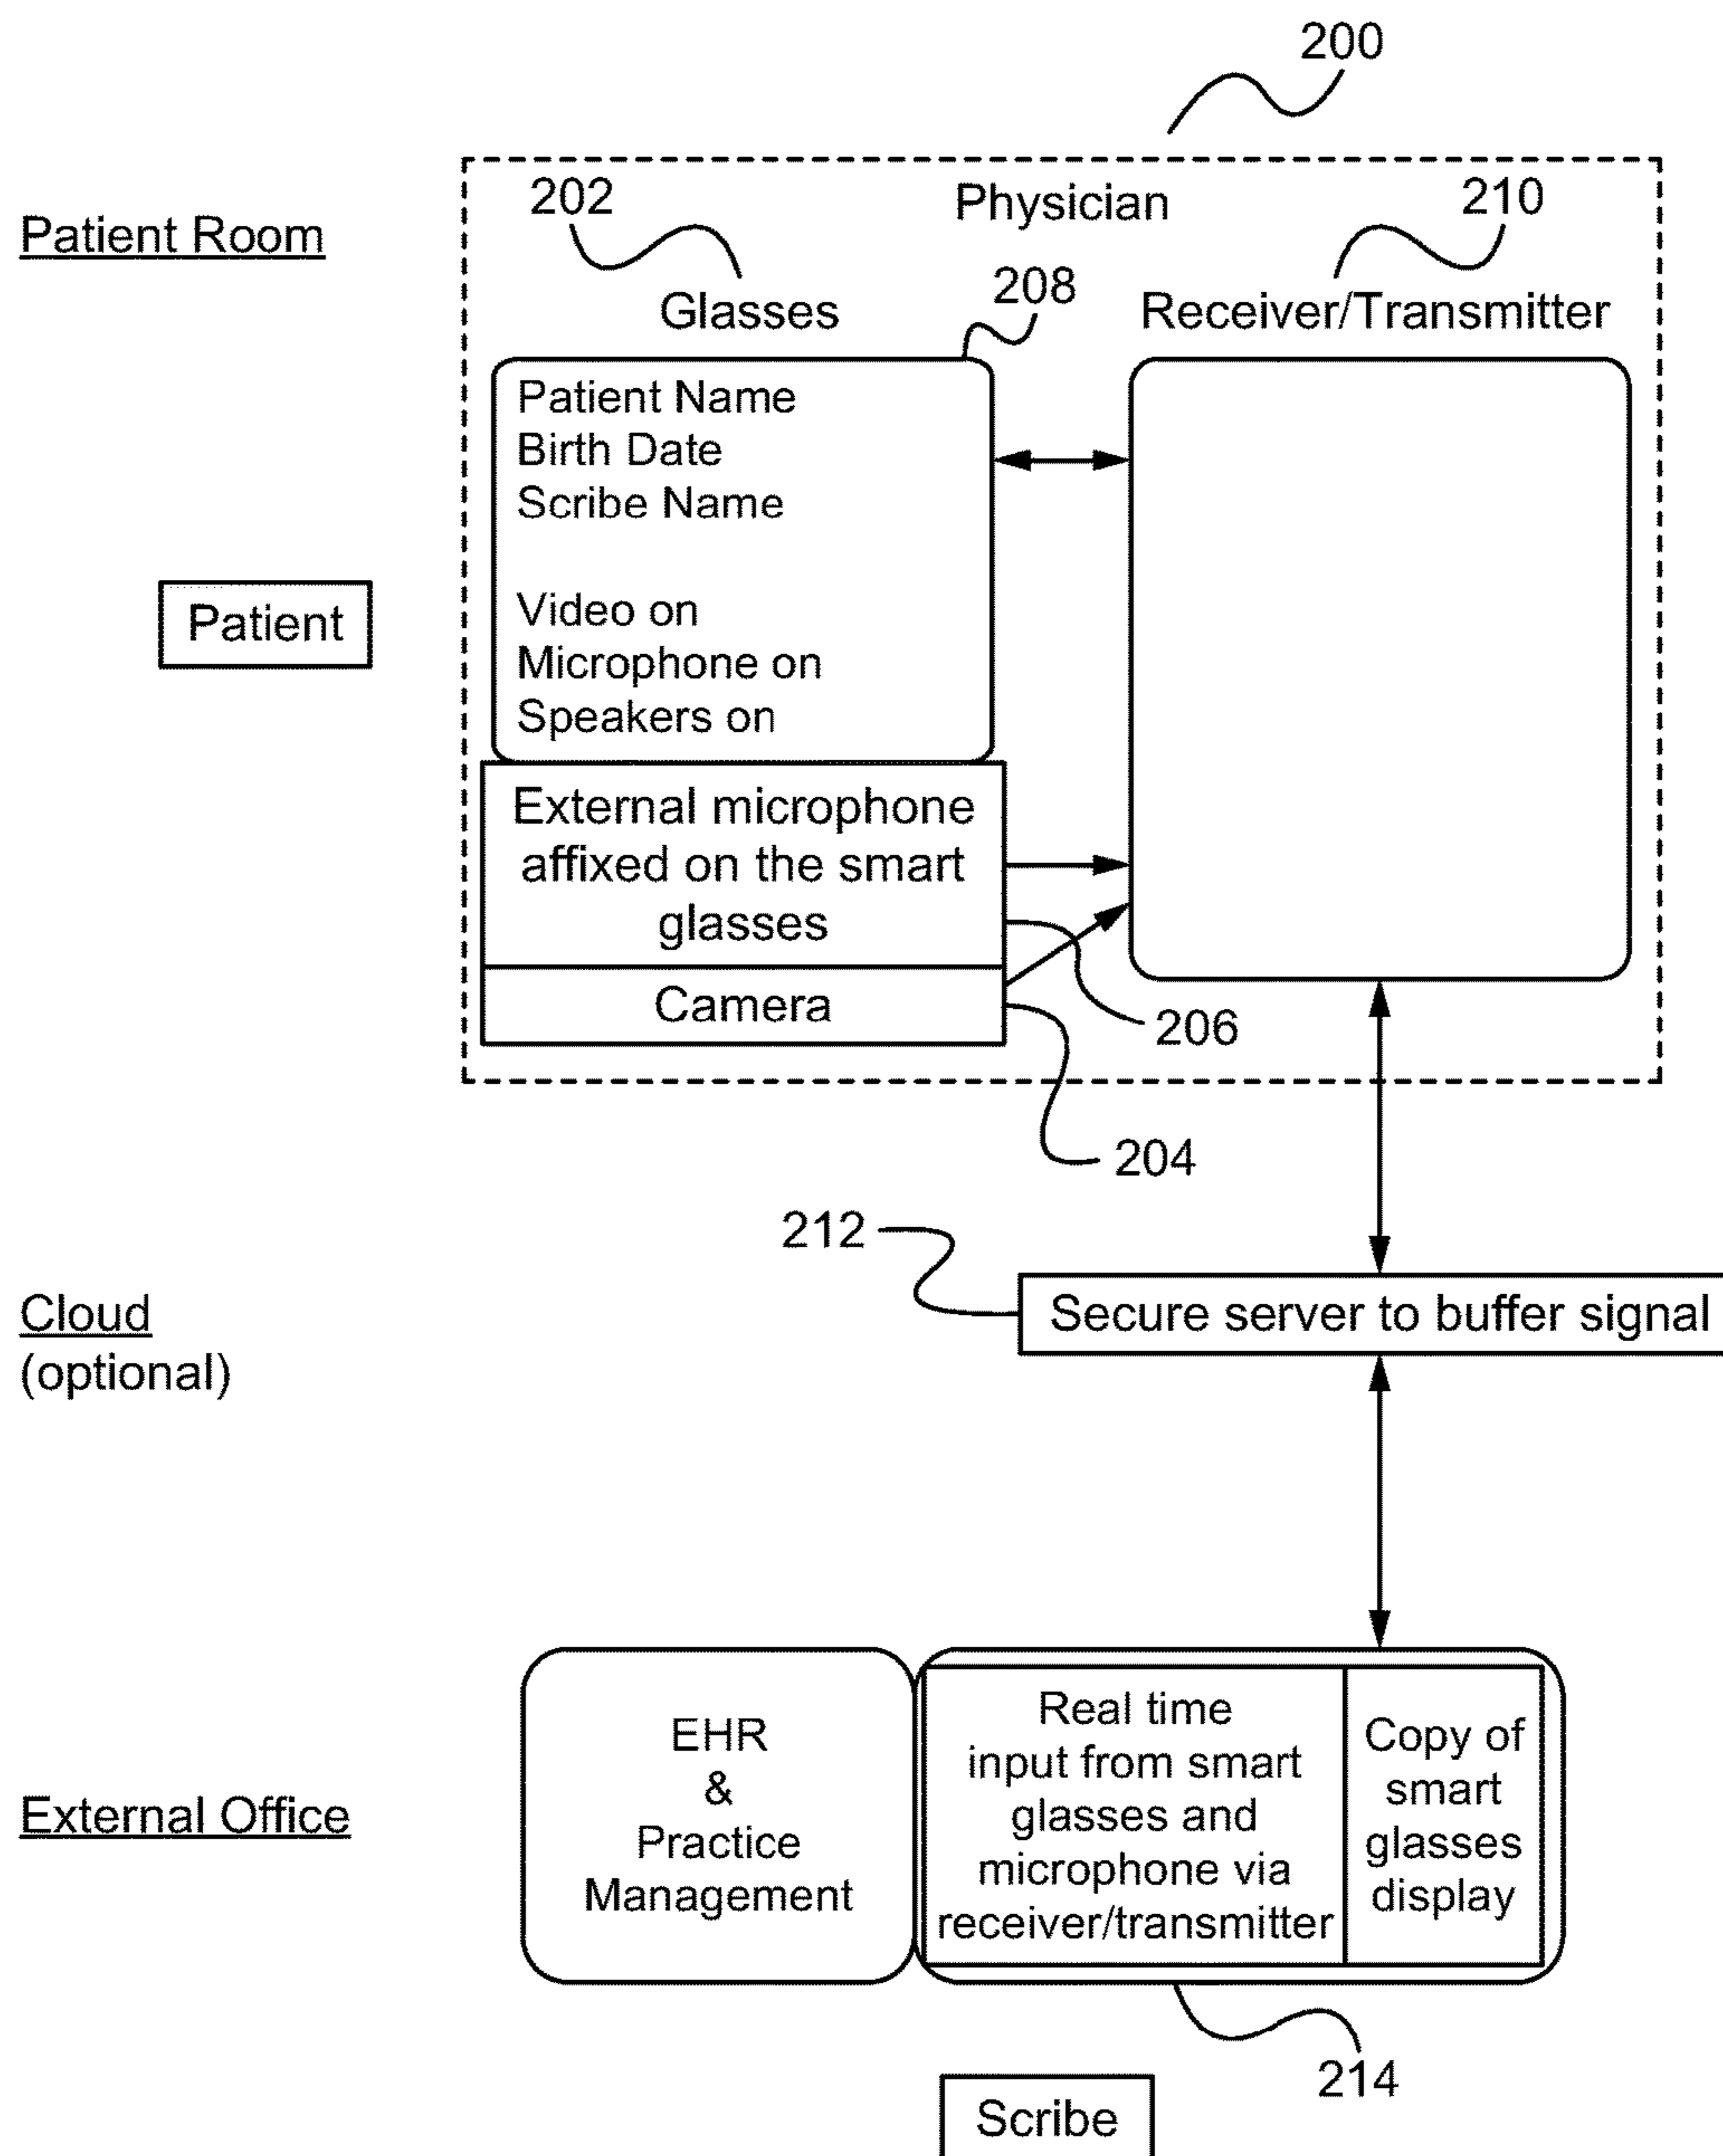 200
Patient Room
202
Physician
210
Glasses
208
Receiver/Transmitter
Patient Name
Birth Date
Scribe Name
Video on
Microphone on
Speakers on
Patient
External microphone
affixed on the smart
glasses
Camera
206
204
212
Cloud
(optional)
Secure server to buffer signal
External Office
EHR
&
Practice
Management
Real time
input from smart
glasses and
microphone via
receiver/transmitter
Copy of
smart
glasses
display
214
Scribe